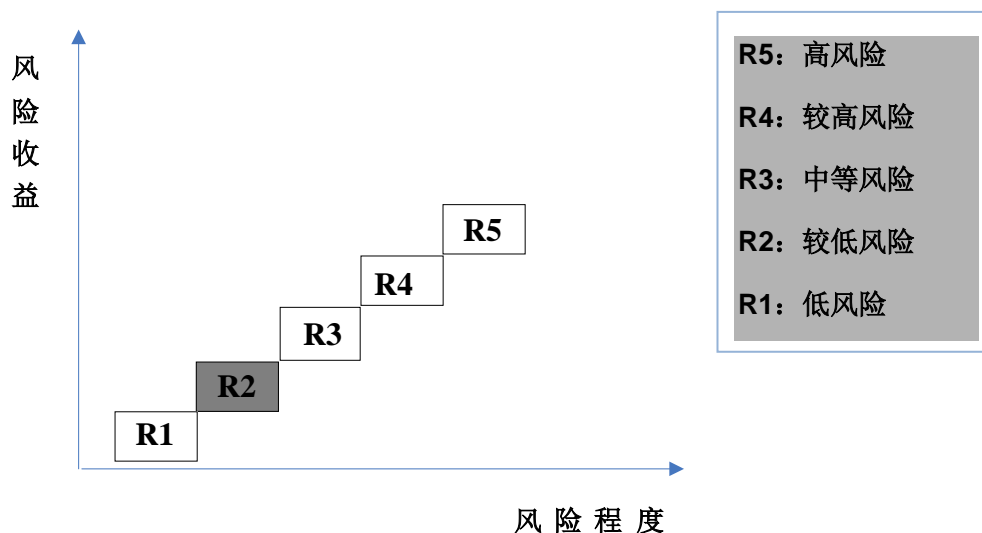 风险收益
R5
R4
R3
R2
R1
风险程度
R5：高风险
R4：较高风险
R3：中等风险
R2：较低风险
R1：低风险